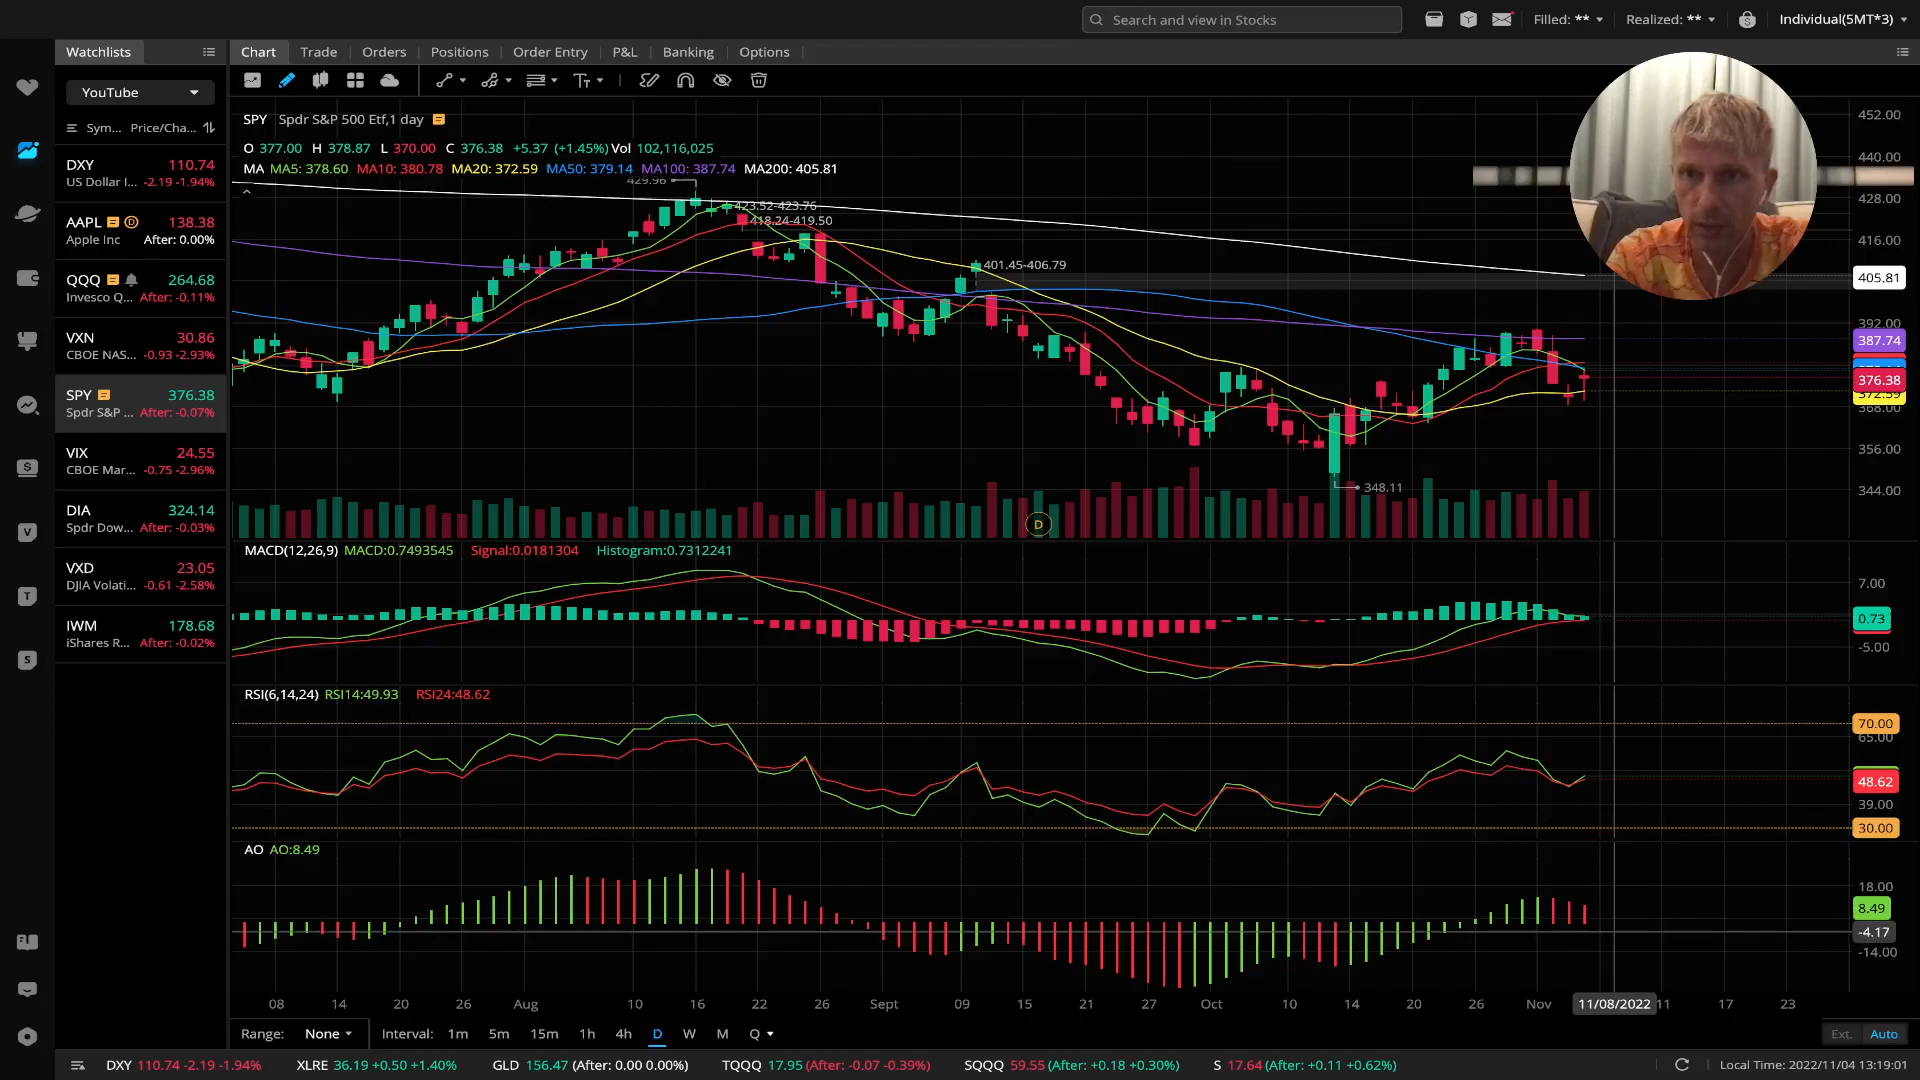 Search and view in Stocks
Filled: **
Realized: **
Individual(5MT*3)
Watchlists
Chart Trade Orders Positions Order Entry P&L Banking Options
YouTube
Sym... Price/Cha...
DXY 110.74
US Dollar I... -2.19 -1.94%
AAPL D 138.38
Apple Inc After: 0.00%
QQQ 264.68
Invesco Q... After: -0.11%
VXN 30.86
CBOE NAS... -0.93 -2.93%
SPY 376.38
Spdr S&P ... After: -0.07%
VIX 24.55
CBOE Mar... -0.75 -2.96%
DIA 324.14
Spdr Dow... After: -0.03%
VXD 23.05
DJIA Volati... -0.61 -2.58%
IWM 178.68
iShares R... After: -0.02%
SPY Spdr S&P 500 Etf,1 day
O 377.00 H 378.87 L 370.00 C 376.38 +5.37 (+1.45%) Vol 102,116,025
MA MA5: 378.60 MA10: 380.78 MA20: 372.59 MA50: 379.14 MA100: 387.74 MA200: 405.81
429.96
423.52-423.76
418.24-419.50
401.45-406.79
348.11
D
452.00
440.00
428.00
416.00
405.81
392.00
387.74
376.38
372.59
368.00
356.00
344.00
MACD(12,26,9) MACD:0.7493545 Signal:0.0181304 Histogram:0.7312241
7.00
0.73
-5.00
RSI(6,14,24) RSI14:49.93 RSI24:48.62
70.00
65.00
48.62
39.00
30.00
AO AO:8.49
18.00
8.49
-4.17
-14.00
08 14 20 26 Aug 10 16 22 26 Sept 09 15 21 27 Oct 10 14 20 26 Nov 11/08/2022 11 17 23
Range: None Interval: 1m 5m 15m 1h 4h D W M Q
Ext. Auto
DXY 110.74 -2.19 -1.94% XLRE 36.19 +0.50 +1.40% GLD 156.47 (After: 0.00 0.00%) TQQQ 17.95 (After: -0.07 -0.39%) SQQQ 59.55 (After: +0.18 +0.30%) S 17.64 (After: +0.11 +0.62%) Local Time: 2022/11/04 13:19:01